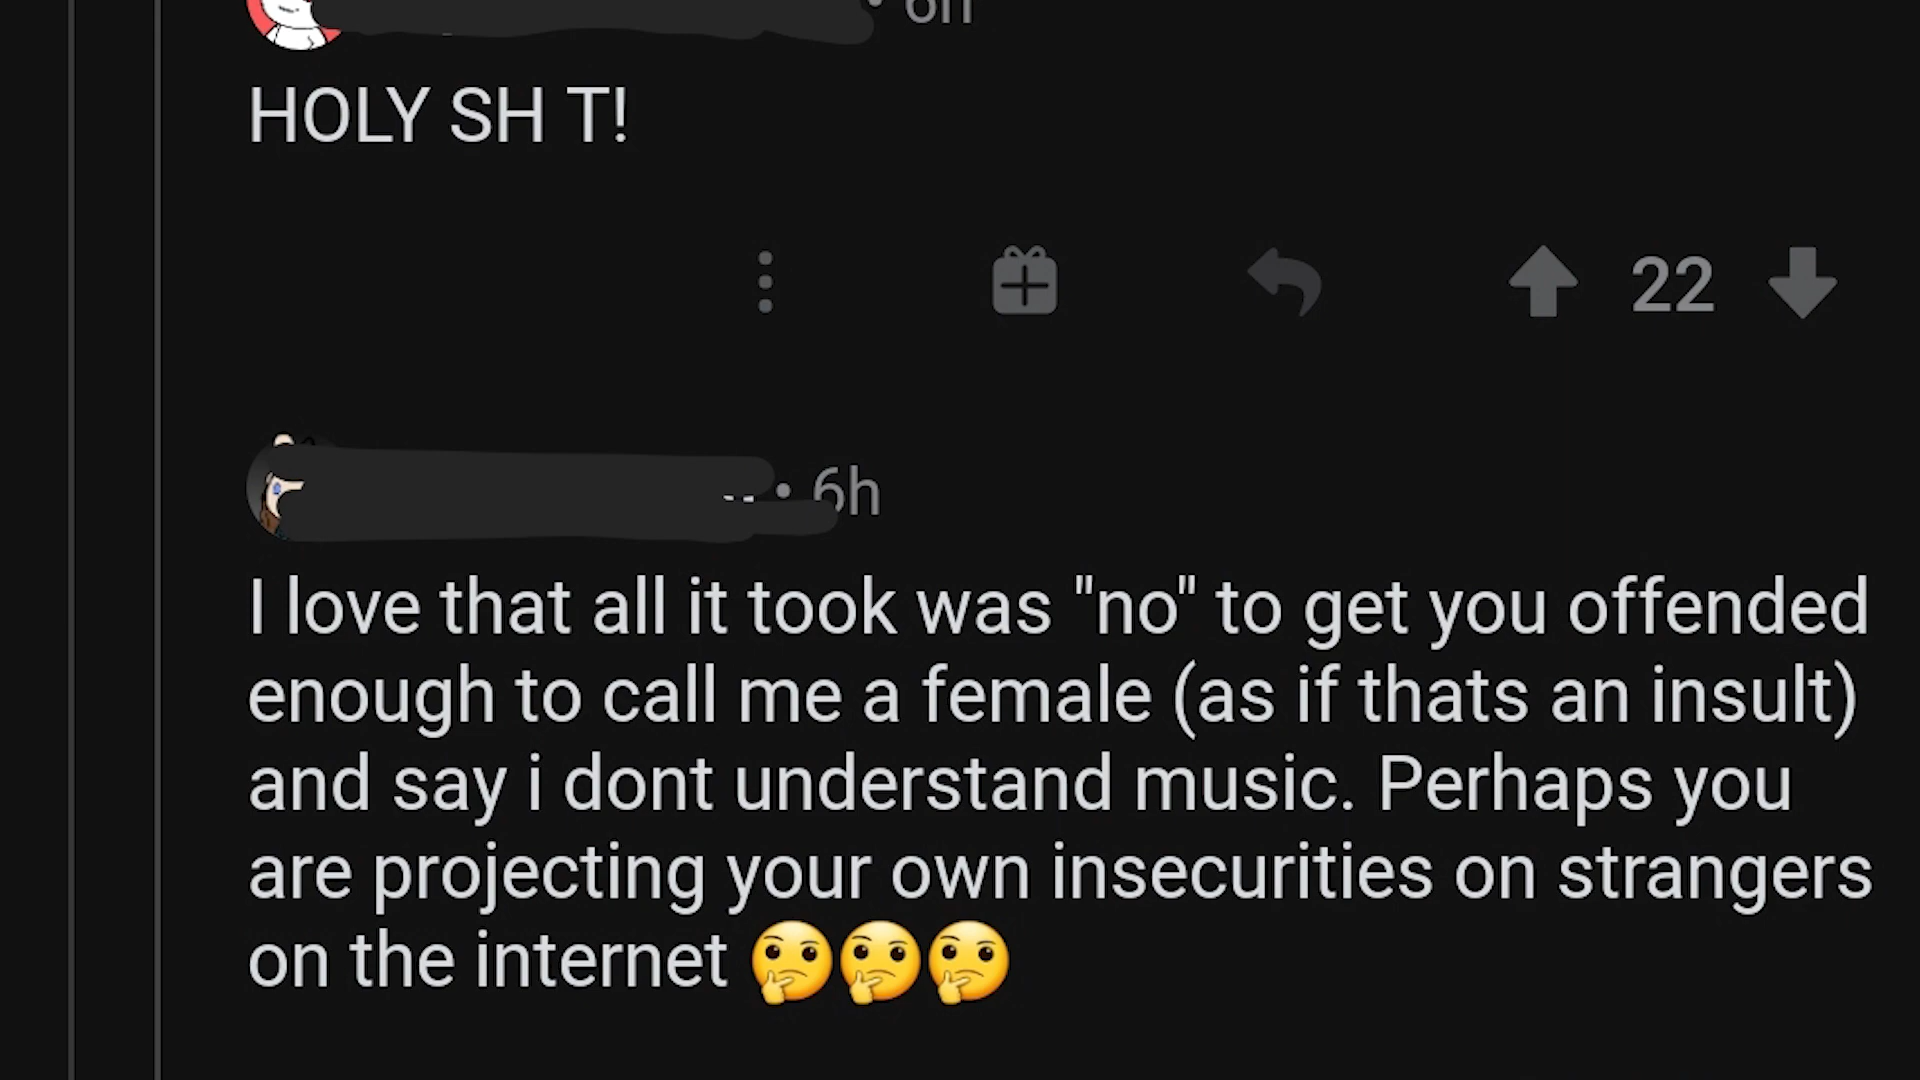 HOLY SH T!
22
• 6h
I love that all it took was "no" to get you offended
enough to call me a female (as if thats an insult)
and say i dont understand music. Perhaps you
are projecting your own insecurities on strangers
on the internet 🤔🤔🤔